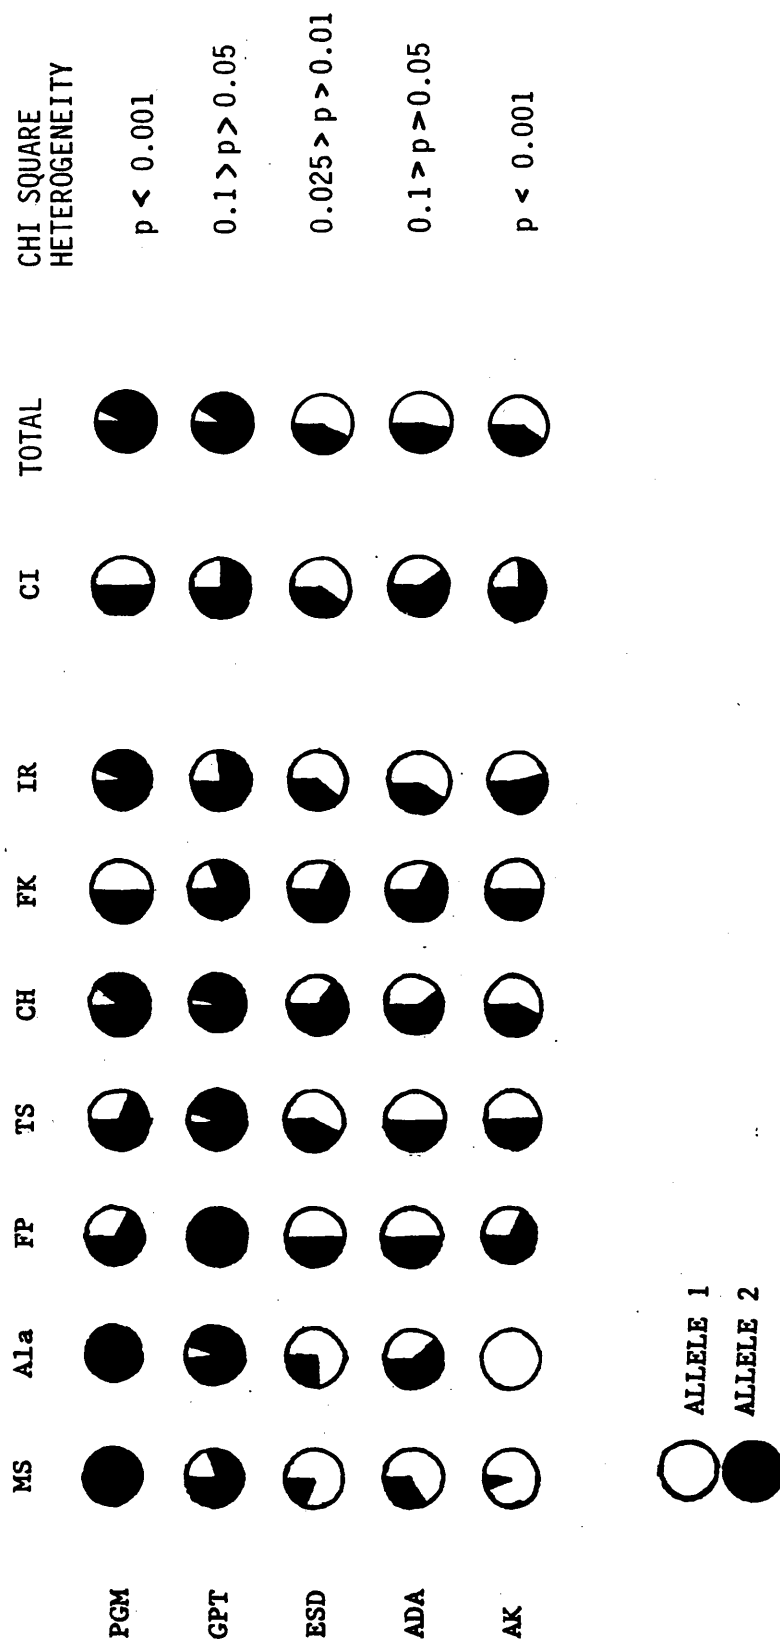 MS Ala FP TS CH FK IR CI TOTAL CHI SQUARE
HETEROGENEITY
PGM p < 0.001
GPT 0.1 > p > 0.05
ESD 0.025 > p > 0.01
ADA 0.1 > p > 0.05
AK p < 0.001
ALLELE 1
ALLELE 2